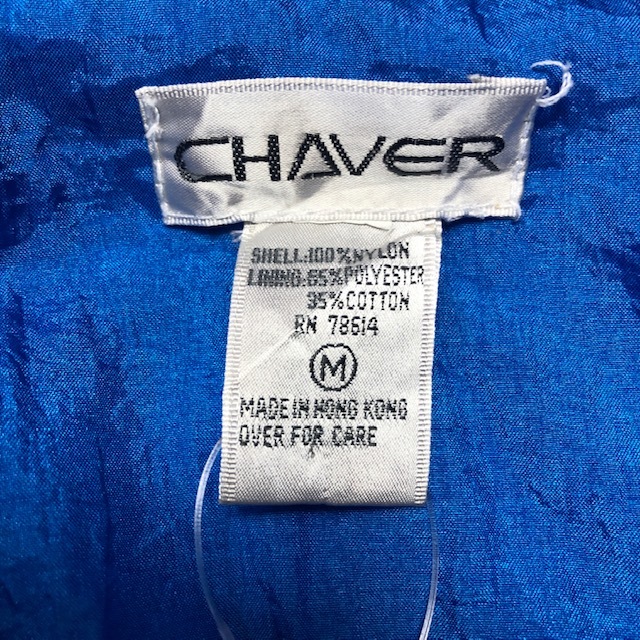 CHAVER
SHELL:100%NYLON
LINING:65%POLYESTER
35%COTTON
RN 78614
M
MADE IN HONG KONG
OVER FOR CARE